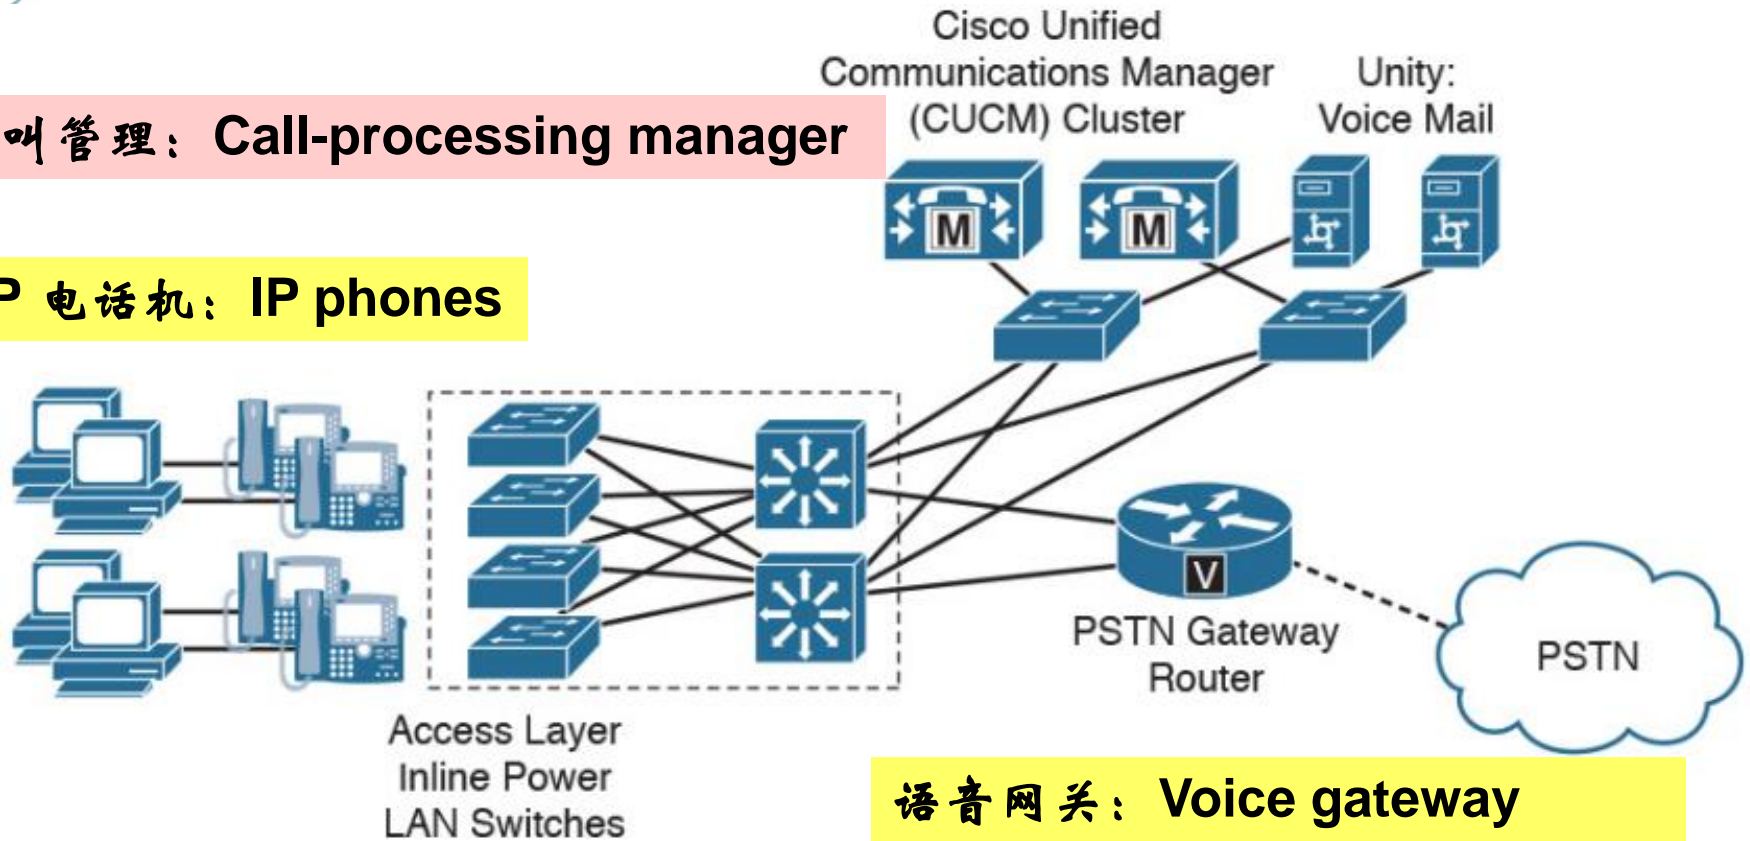 Cisco Unified
Communications Manager
(CUCM) Cluster
Unity:
Voice Mail
叫管理：Call-processing manager
M
M
P 电话机：IP phones
V
PSTN Gateway
Router
PSTN
Access Layer
Inline Power
LAN Switches
语音网关：Voice gateway